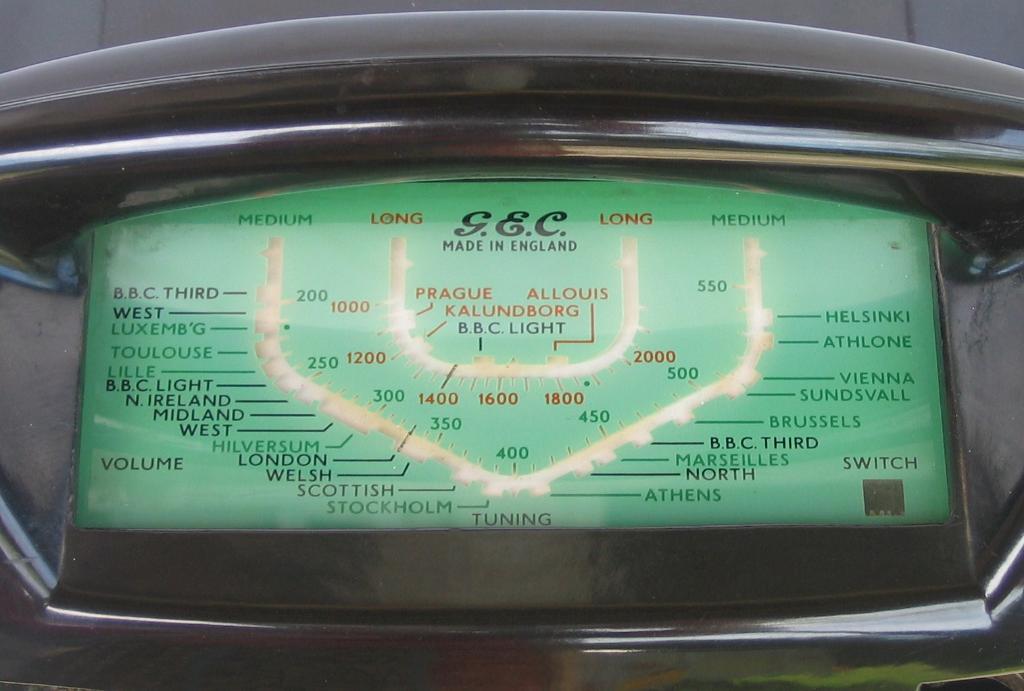 MEDIUM LONG G.E.C. LONG MEDIUM
MADE IN ENGLAND
B.B.C. THIRD
WEST
LUXEMB'G
TOULOUSE
LILLE
B.B.C. LIGHT
N. IRELAND
MIDLAND
WEST
HILVERSUM
LONDON
WELSH
SCOTTISH
STOCKHOLM
200
250
300
350
400
450
500
550
PRAGUE ALLOUIS
KALUNDBORG
B.B.C. LIGHT
1000
1200
1400
1600
1800
2000
HELSINKI
ATHLONE
VIENNA
SUNDSVALL
BRUSSELS
B.B.C. THIRD
MARSEILLES
NORTH
ATHENS
VOLUME
TUNING
SWITCH